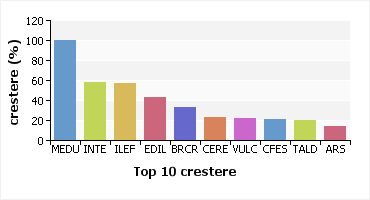 crestere (%)
120
100
80
60
40
20
0
MEDU INTE ILEF EDIL BRCR CERE VULC CFES TALD ARS
Top 10 crestere